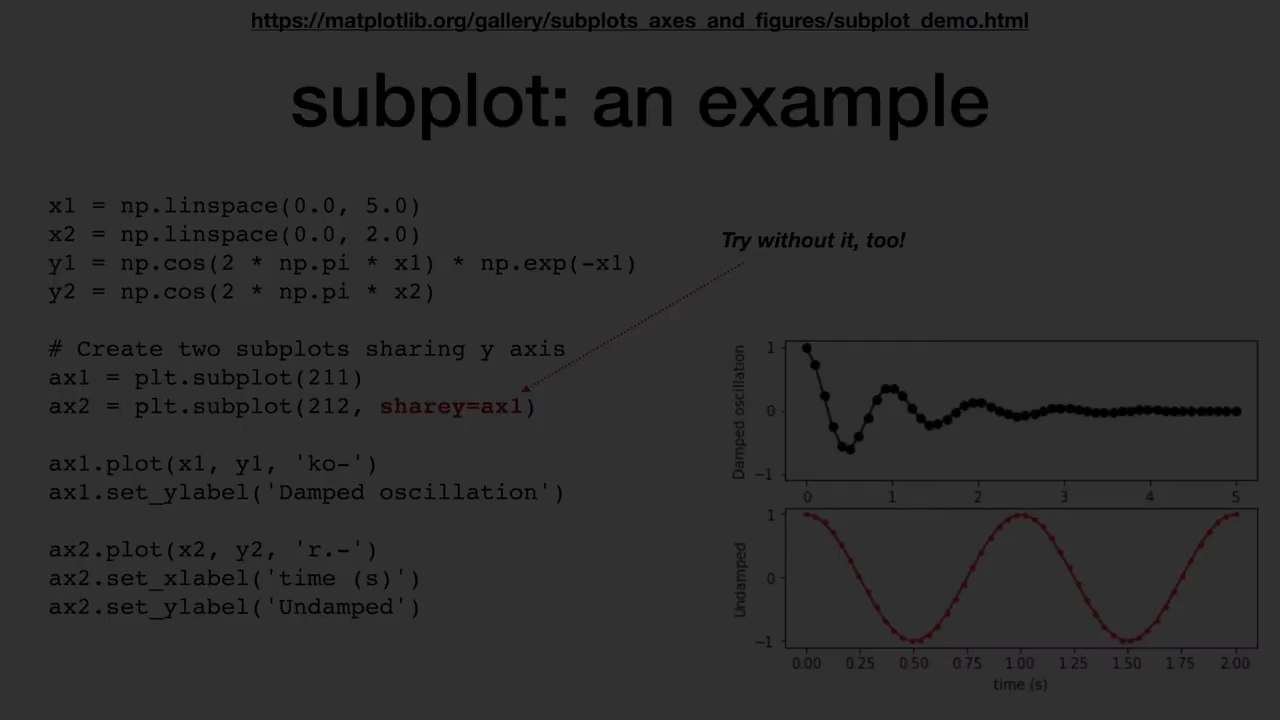 https://matplotlib.org/gallery/subplots_axes_and_figures/subplot_demo.html
subplot: an example
x1 = np.linspace(0.0, 5.0)
x2 = np.linspace(0.0, 2.0)
y1 = np.cos(2 * np.pi * x1) * np.exp(-x1)
y2 = np.cos(2 * np.pi * x2)
Try without it, too!
# Create two subplots sharing y axis
ax1 = plt.subplot(211)
ax2 = plt.subplot(212, sharey=ax1)
ax1.plot(x1, y1, 'ko-')
ax1.set_ylabel('Damped oscillation')
ax2.plot(x2, y2, 'r.-')
ax2.set_xlabel('time (s)')
ax2.set_ylabel('Undamped')
Damped oscillation
1
0
−1
0 1 2 3 4 5
Undamped
1
0
−1
0.00 0.25 0.50 0.75 1.00 1.25 1.50 1.75 2.00
time (s)